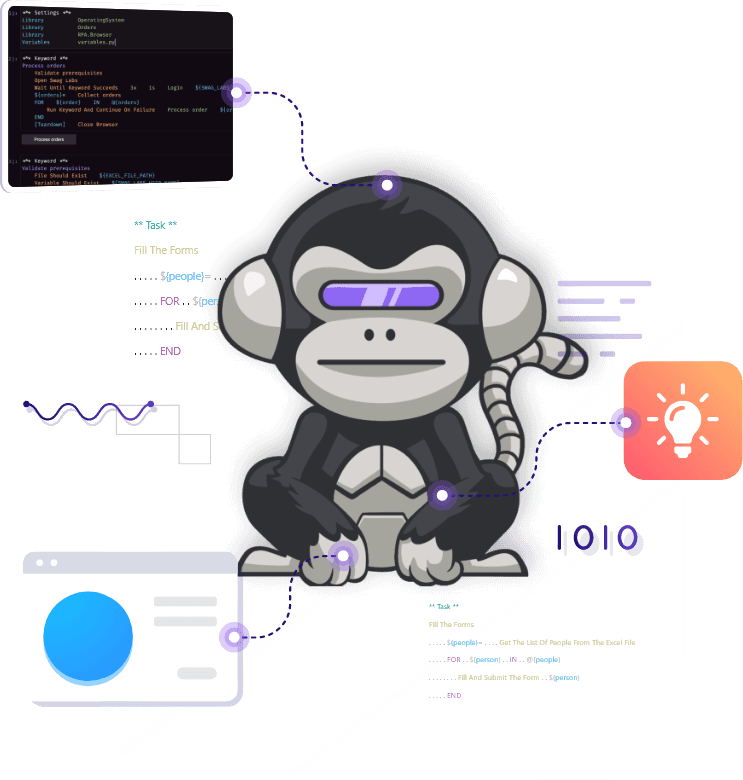 *** Settings ***
Library OperatingSystem
Library Orders
Library RPA.Browser
Variables variables.py
*** Keyword ***
Process orders
Validate prerequisites
Open Swag Labs
Wait Until Keyword Succeeds 3x 1s Login ${SWAG_LABS
${orders}= Collect orders
FOR ${order} IN @{orders}
Run Keyword And Continue On Failure Process order ${or
END
[Teardown] Close Browser
Process orders
*** Keyword ***
Validate prerequisites
File Should Exist ${EXCEL_FILE_PATH}
Variable Should Exist
** Task **
Fill The Forms
. . . . . ${people}= . . .
. . . . . FOR . . ${per
. . . . . . . . Fill And S
. . . . . END
1010
** Task **
Fill The Forms
. . . . . ${people}= . . . . Get The List Of People From The Excel File
. . . . . FOR . . ${person} . . IN . . @{people}
. . . . . . . . Fill And Submit The Form . . ${person}
. . . . . END